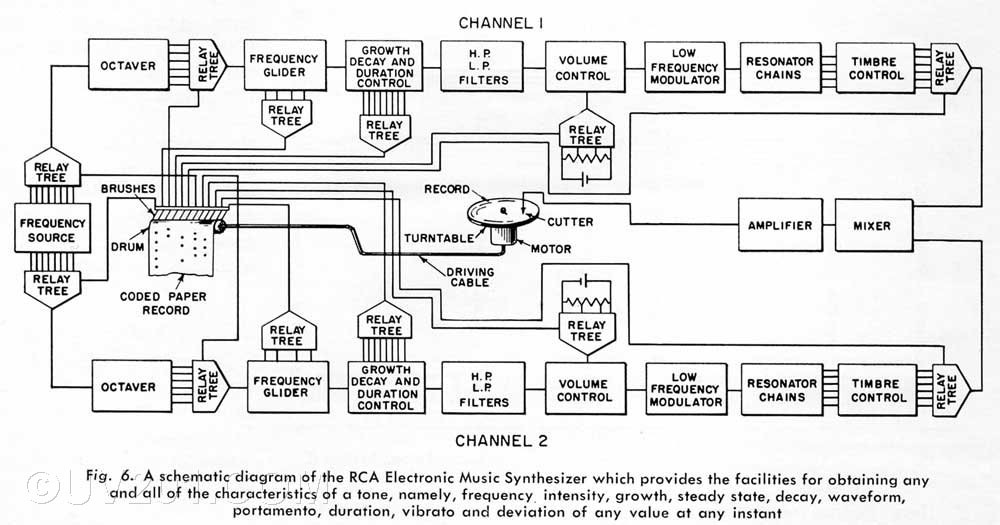 CHANNEL 1
OCTAVER
RELAY
TREE
FREQUENCY
GLIDER
RELAY
TREE
GROWTH
DECAY AND
DURATION
CONTROL
RELAY
TREE
H.P.
L.P.
FILTERS
VOLUME
CONTROL
RELAY
TREE
LOW
FREQUENCY
MODULATOR
RESONATOR
CHAINS
TIMBRE
CONTROL
RELAY
TREE
RELAY
TREE
FREQUENCY
SOURCE
RELAY
TREE
BRUSHES
DRUM
CODED PAPER
RECORD
RECORD
CUTTER
TURNTABLE
MOTOR
DRIVING
CABLE
AMPLIFIER
MIXER
OCTAVER
RELAY
TREE
RELAY
TREE
FREQUENCY
GLIDER
RELAY
TREE
GROWTH
DECAY AND
DURATION
CONTROL
H.P.
L.P.
FILTERS
RELAY
TREE
VOLUME
CONTROL
LOW
FREQUENCY
MODULATOR
RESONATOR
CHAINS
TIMBRE
CONTROL
RELAY
TREE
CHANNEL 2
Fig. 6. A schematic diagram of the RCA Electronic Music Synthesizer which provides the facilities for obtaining any
and all of the characteristics of a tone, namely, frequency, intensity, growth, steady state, decay, waveform,
portamento, duration, vibrato and deviation of any value at any instant